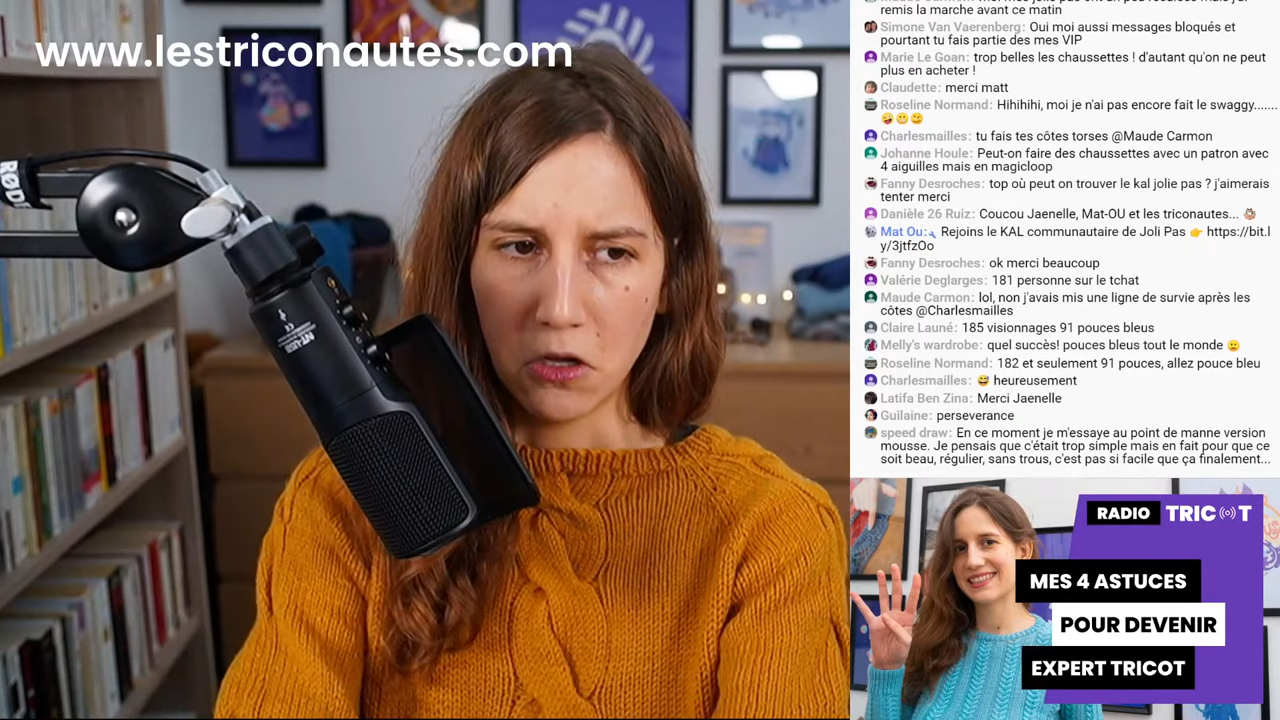 www.lestriconautes.com
RØDE
NT-USB
remis la marche avant ce matin
Simone Van Vaerenberg: Oui moi aussi messages bloqués et
pourtant tu fais partie des mes VIP
Marie Le Goan: trop belles les chaussettes ! d'autant qu'on ne peut
plus en acheter !
Claudette: merci matt
Roseline Normand: Hihihihi, moi je n'ai pas encore fait le swaggy.......
🤪😬🥴
Charlesmailles: tu fais tes côtes torses @Maude Carmon
Johanne Houle: Peut-on faire des chaussettes avec un patron avec
4 aiguilles mais en magicloop
Fanny Desroches: top où peut on trouver le kal jolie pas ? j'aimerais
tenter merci
Danièle 26 Ruiz: Coucou Jaenelle, Mat-OU et les triconautes...
Mat Ou: Rejoins le KAL communautaire de Joli Pas 👉 https://bit.l
y/3jtfzOo
Fanny Desroches: ok merci beaucoup
Valérie Deglarges: 181 personne sur le tchat
Maude Carmon: lol, non j'avais mis une ligne de survie après les
côtes @Charlesmailles
Claire Launé: 185 visionnages 91 pouces bleus
Melly's wardrobe: quel succès! pouces bleus tout le monde 🙂
Roseline Normand: 182 et seulement 91 pouces, allez pouce bleu
Charlesmailles: 😅 heureusement
Latifa Ben Zina: Merci Jaenelle
Guilaine: perseverance
speed draw: En ce moment je m'essaye au point de manne version
mousse. Je pensais que c'était trop simple mais en fait pour que ce
soit beau, régulier, sans trous, c'est pas si facile que ça finalement...
RADIO TRICOT
MES 4 ASTUCES
POUR DEVENIR
EXPERT TRICOT